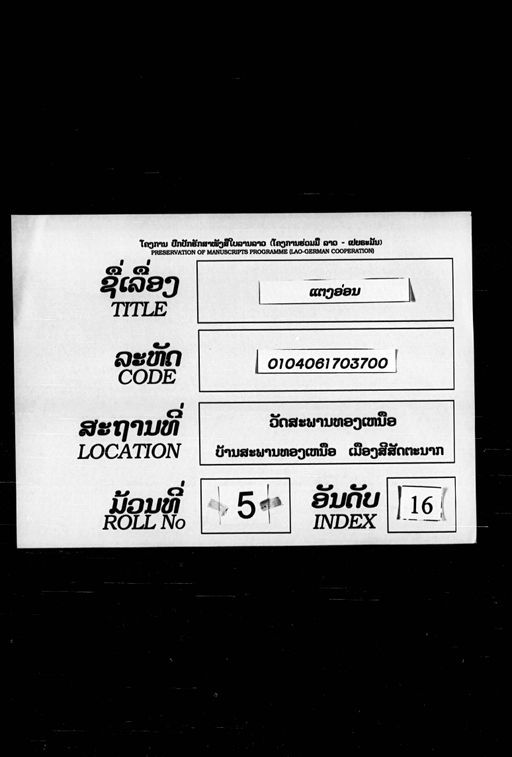 ໂຄງການ ປົກປັກຮັກສາໜັງສືໃບລານລາວ (ໂຄງການຮ່ວມມື ລາວ - ເຢຍຣະມັນ)
PRESERVATION OF MANUSCRIPTS PROGRAMME (LAO-GERMAN COOPERATION)
ຊື່ເລື່ອງ
TITLE
ແຕງອ່ອນ
ລະຫັດ
CODE
0104061703700
ສະຖານທີ່
LOCATION
ວັດສະພານທອງເຫນືອ
ບ້ານສະພານທອງເຫນືອ ເມືອງສີສັດຕະນາກ
ມ້ວນທີ່
ROLL No
5
ອັນດັບ
INDEX
16